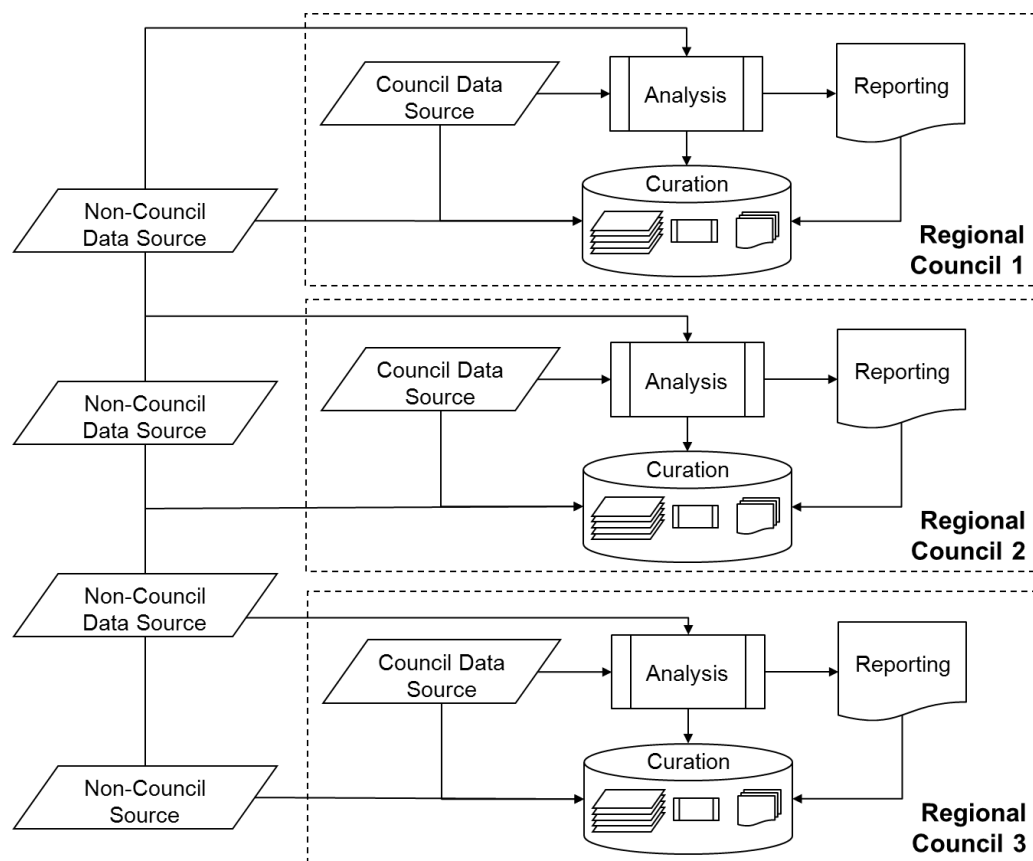 Council Data
Source
Analysis
Reporting
Curation
Non-Council
Data Source
Regional
Council 1
Council Data
Source
Analysis
Reporting
Non-Council
Data Source
Curation
Regional
Council 2
Non-Council
Data Source
Council Data
Source
Analysis
Reporting
Curation
Non-Council
Source
Regional
Council 3